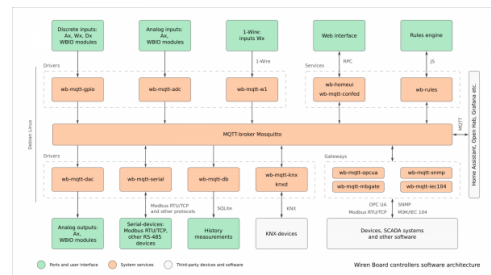 Discrete inputs:
Ax, Wx, Dx
WBIO modules
Analog inputs:
Ax,
WBIO modules
1-Wire:
inputs Wx
Web interface
Rules engine
1-Wire
RPC
JS
Drivers
Services
wb-mqtt-gpio
wb-mqtt-adc
wb-mqtt-w1
wb-homeui
wb-mqtt-confed
wb-rules
Debian Linux
MQTT-broker Mosquitto
MQTT
Home Assistant, Open Hab, Grafana etc.
Drivers
Gateways
wb-mqtt-dac
wb-mqtt-serial
wb-mqtt-db
wb-mqtt-knx
knxd
wb-mqtt-opcua
wb-mqtt-snmp
wb-mqtt-mbgate
wb-mqtt-iec104
Modbus RTU/TCP
and other protocols
SQLite
KNX
OPC UA
SNMP
Modbus RTU/TCP
МЭК/IEC 104
Analog outputs:
Ax,
WBIO modules
Serial-devices:
Modbus RTU/TCP,
other RS-485
devices
History
measurements
KNX-devices
Devices, SCADA systems
and other software
Ports and user interface
System services
Third-party devices and software
Wiren Board controllers software architecture